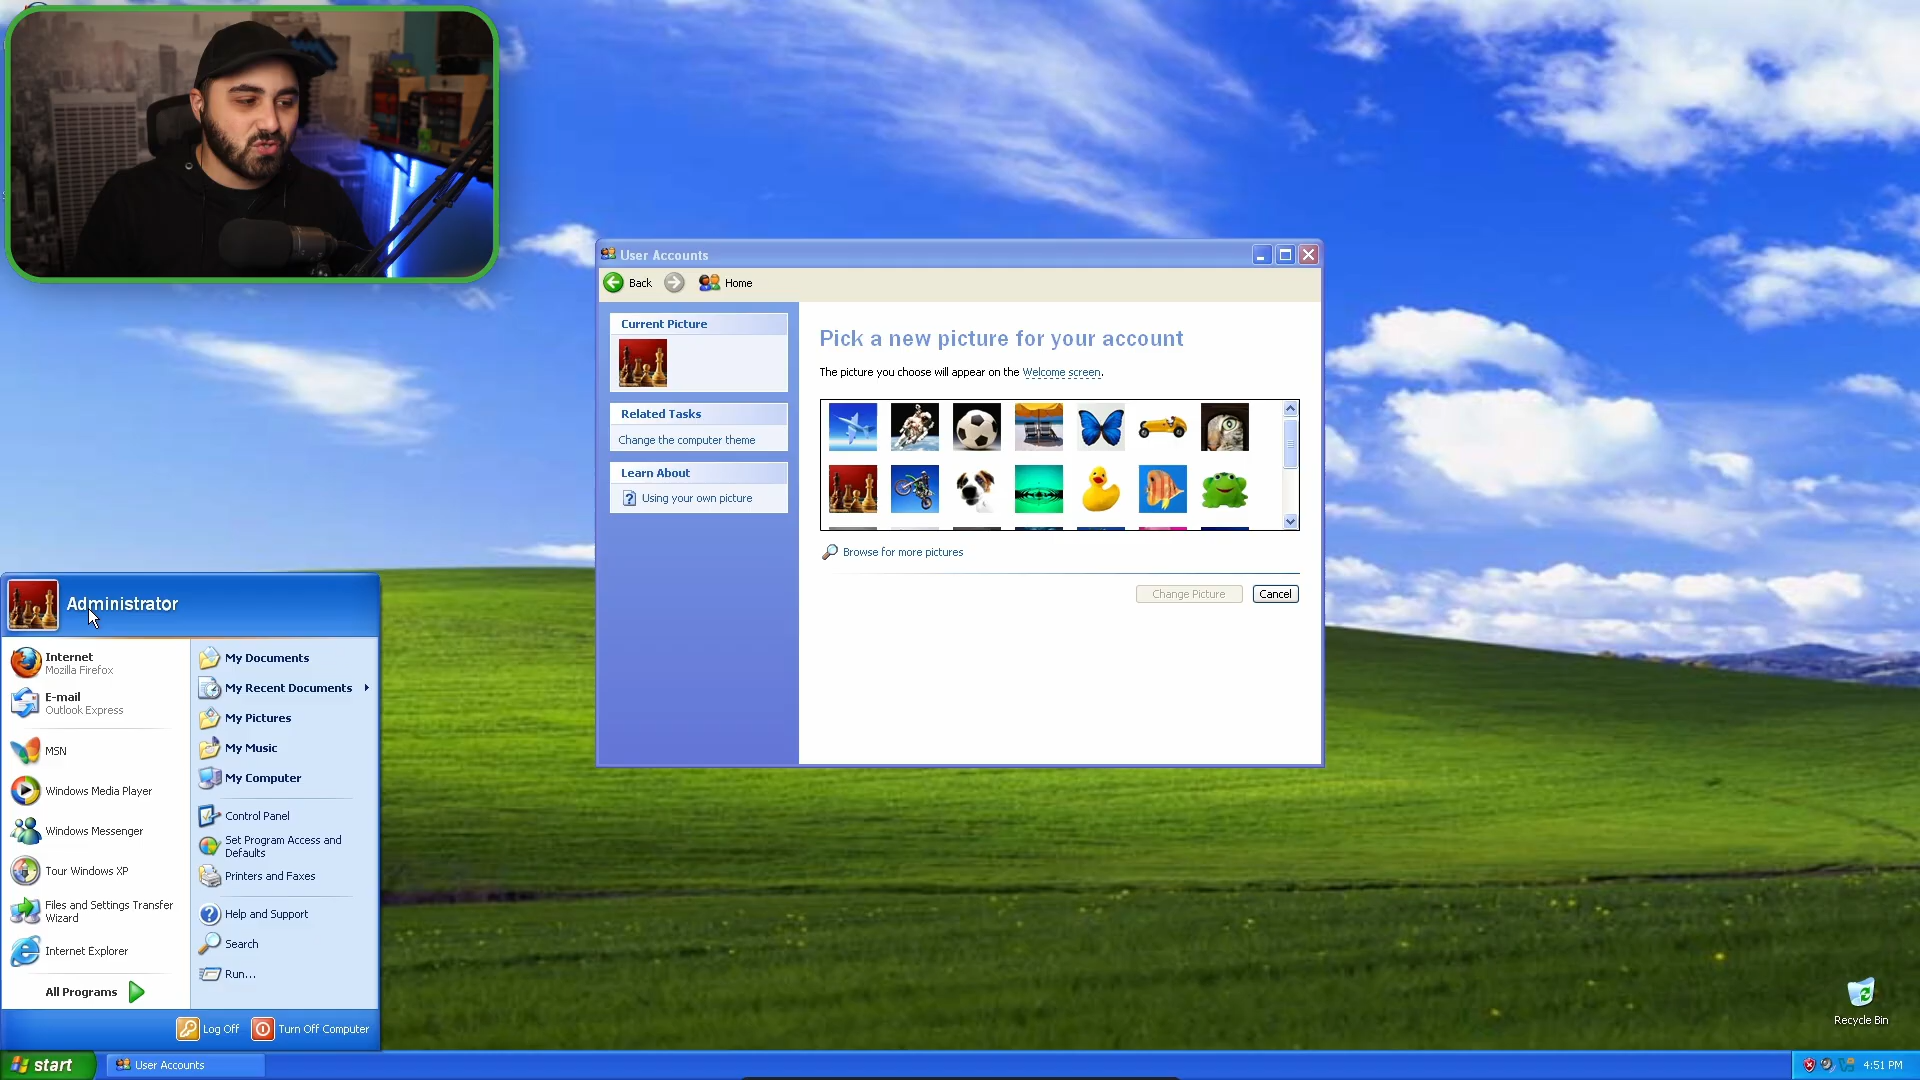 User Accounts
Back
Home
Current Picture
Related Tasks
Change the computer theme
Learn About
Using your own picture
Pick a new picture for your account
The picture you choose will appear on the Welcome screen.
Browse for more pictures
Change Picture
Cancel
Administrator
Internet
Mozilla Firefox
E-mail
Outlook Express
MSN
Windows Media Player
Windows Messenger
Tour Windows XP
Files and Settings Transfer
Wizard
Internet Explorer
All Programs
My Documents
My Recent Documents
My Pictures
My Music
My Computer
Control Panel
Set Program Access and
Defaults
Printers and Faxes
Help and Support
Search
Run...
Log Off
Turn Off Computer
Recycle Bin
start
User Accounts
4:51 PM